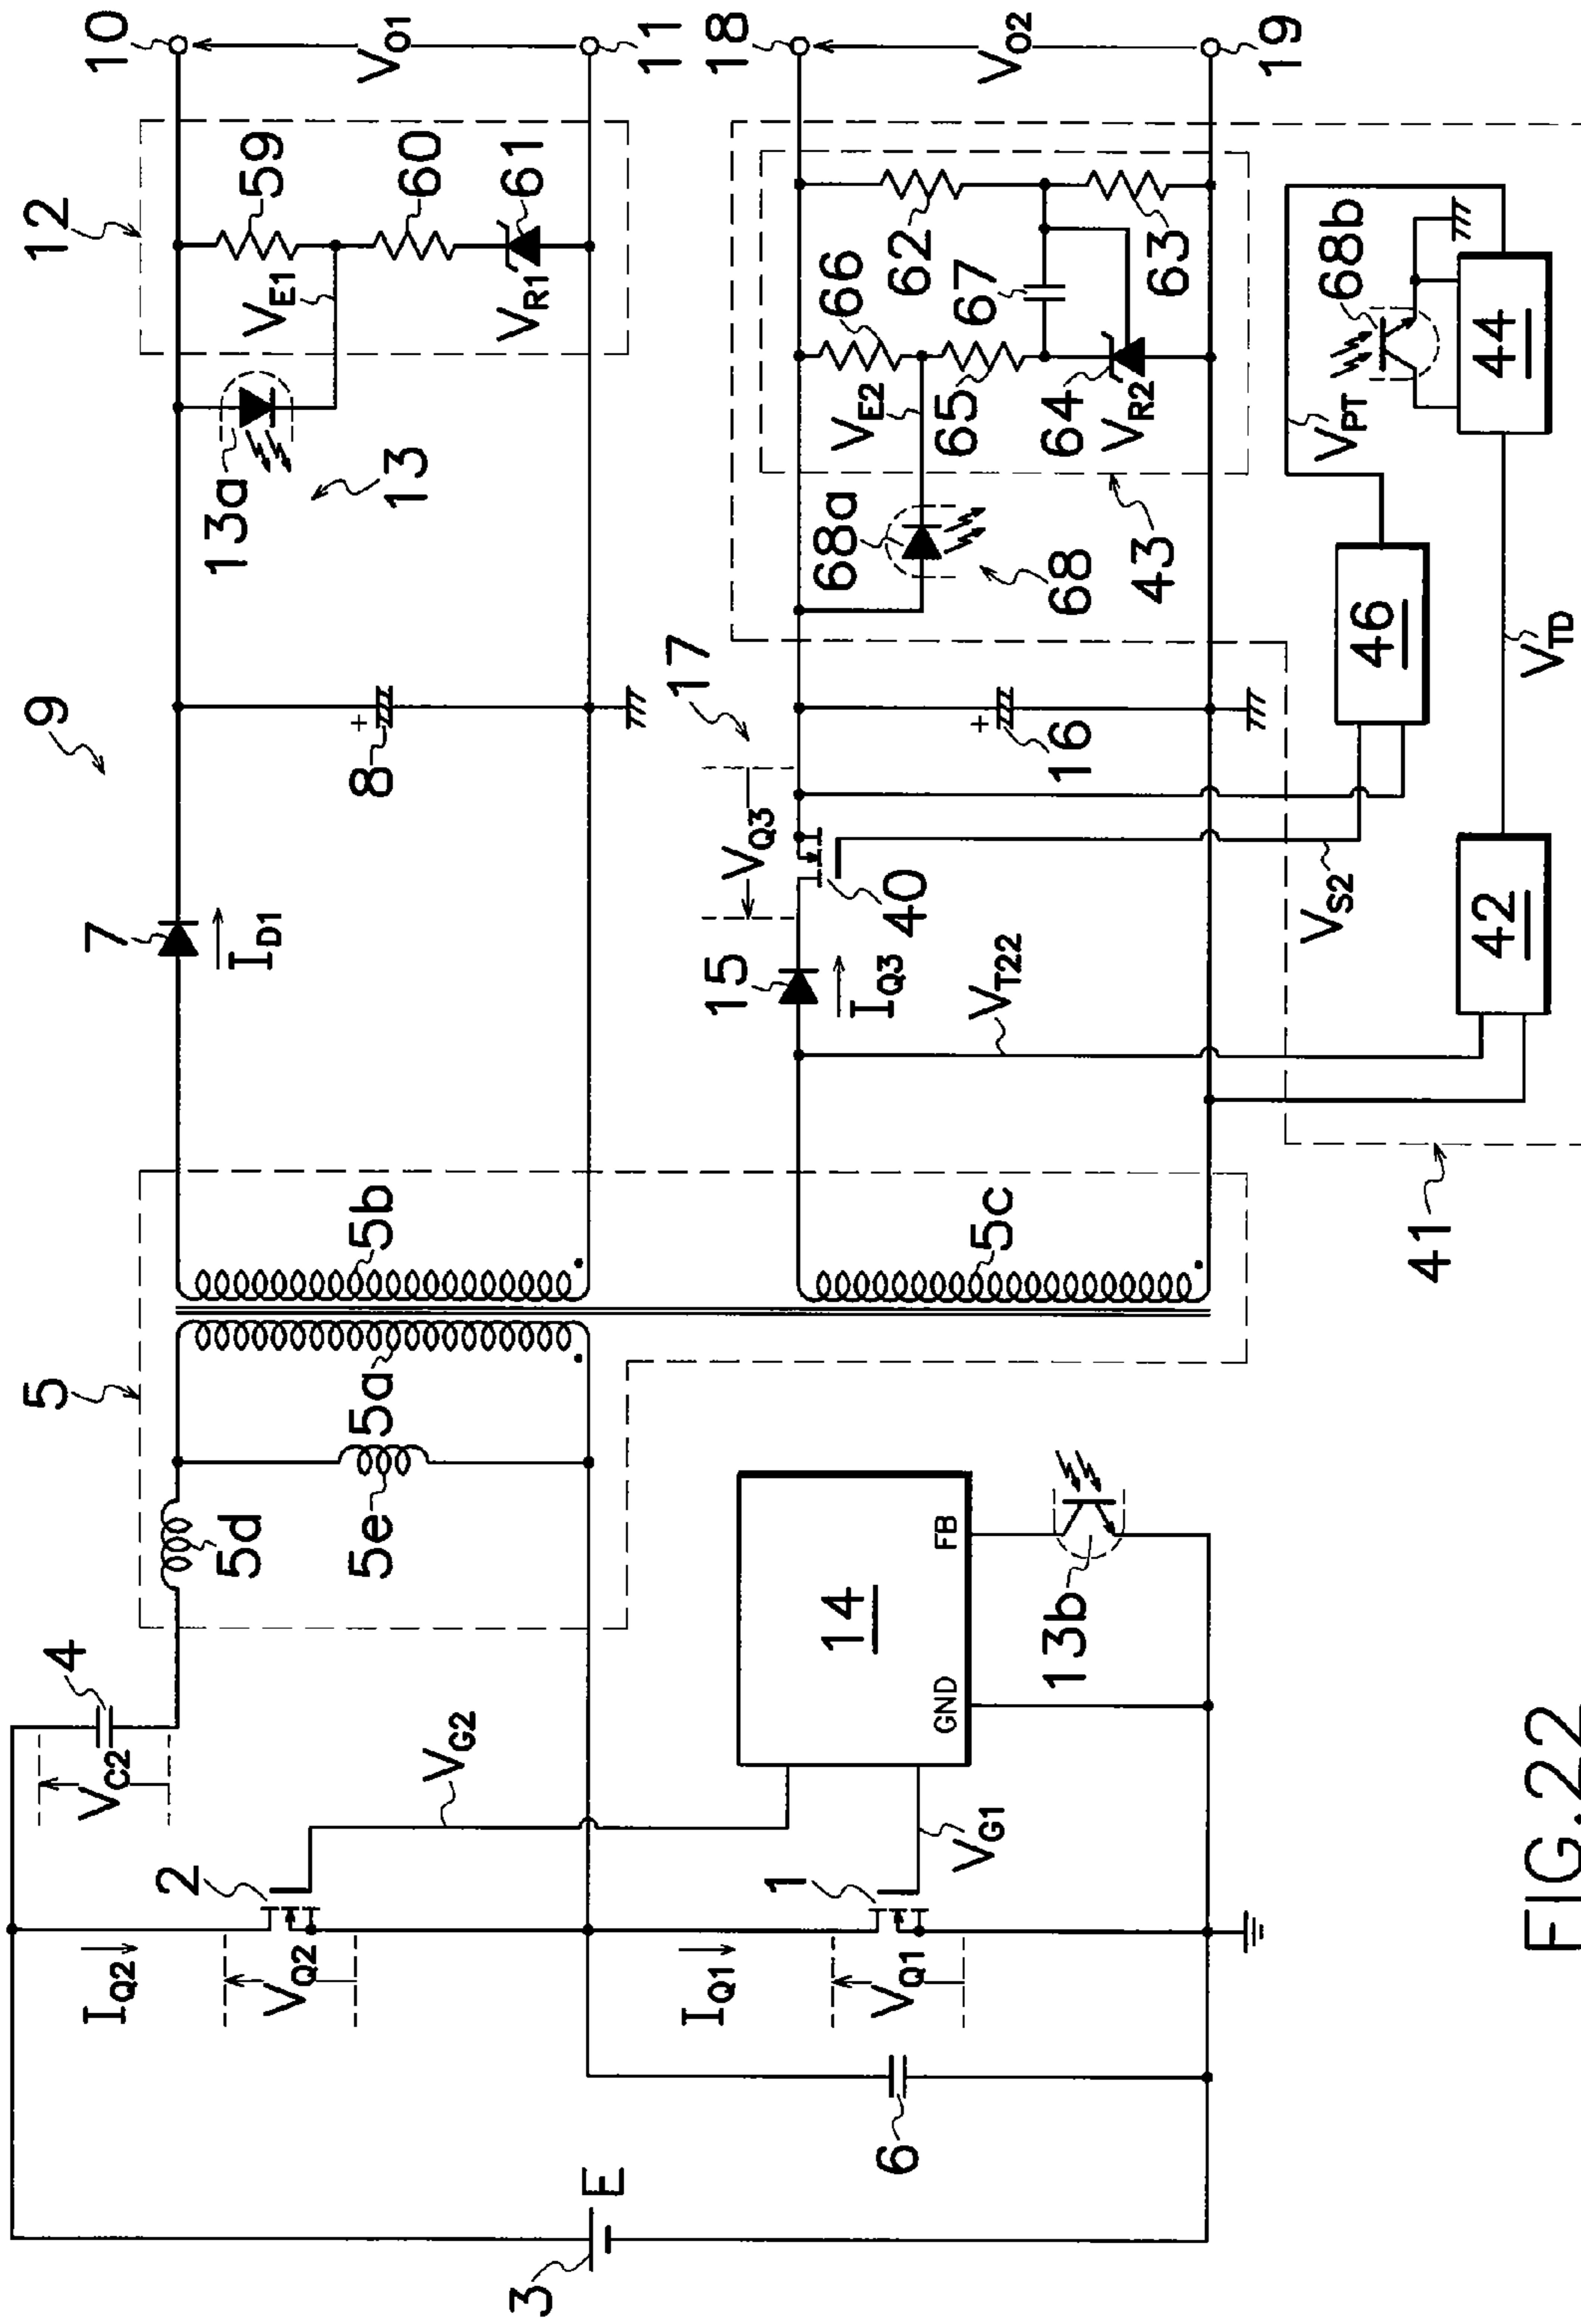 9
12
10
7
I_D1
8
+
13a
13
V_E1
59
60
61
V_R1
V_O1
11
5
5d
5e
5a
5b
5c
4
V_C2
2
I_Q2
V_Q2
V_G2
1
I_Q1
V_Q1
V_G1
3
E
6
14
GND
FB
13b
17
15
I_Q3
V_Q3
40
V_T22
V_S2
16
+
68a
68
43
V_E2
66
65
64
V_R2
67
62
63
18
V_O2
19
41
42
46
44
V_TD
V_PT
68b
FIG.22